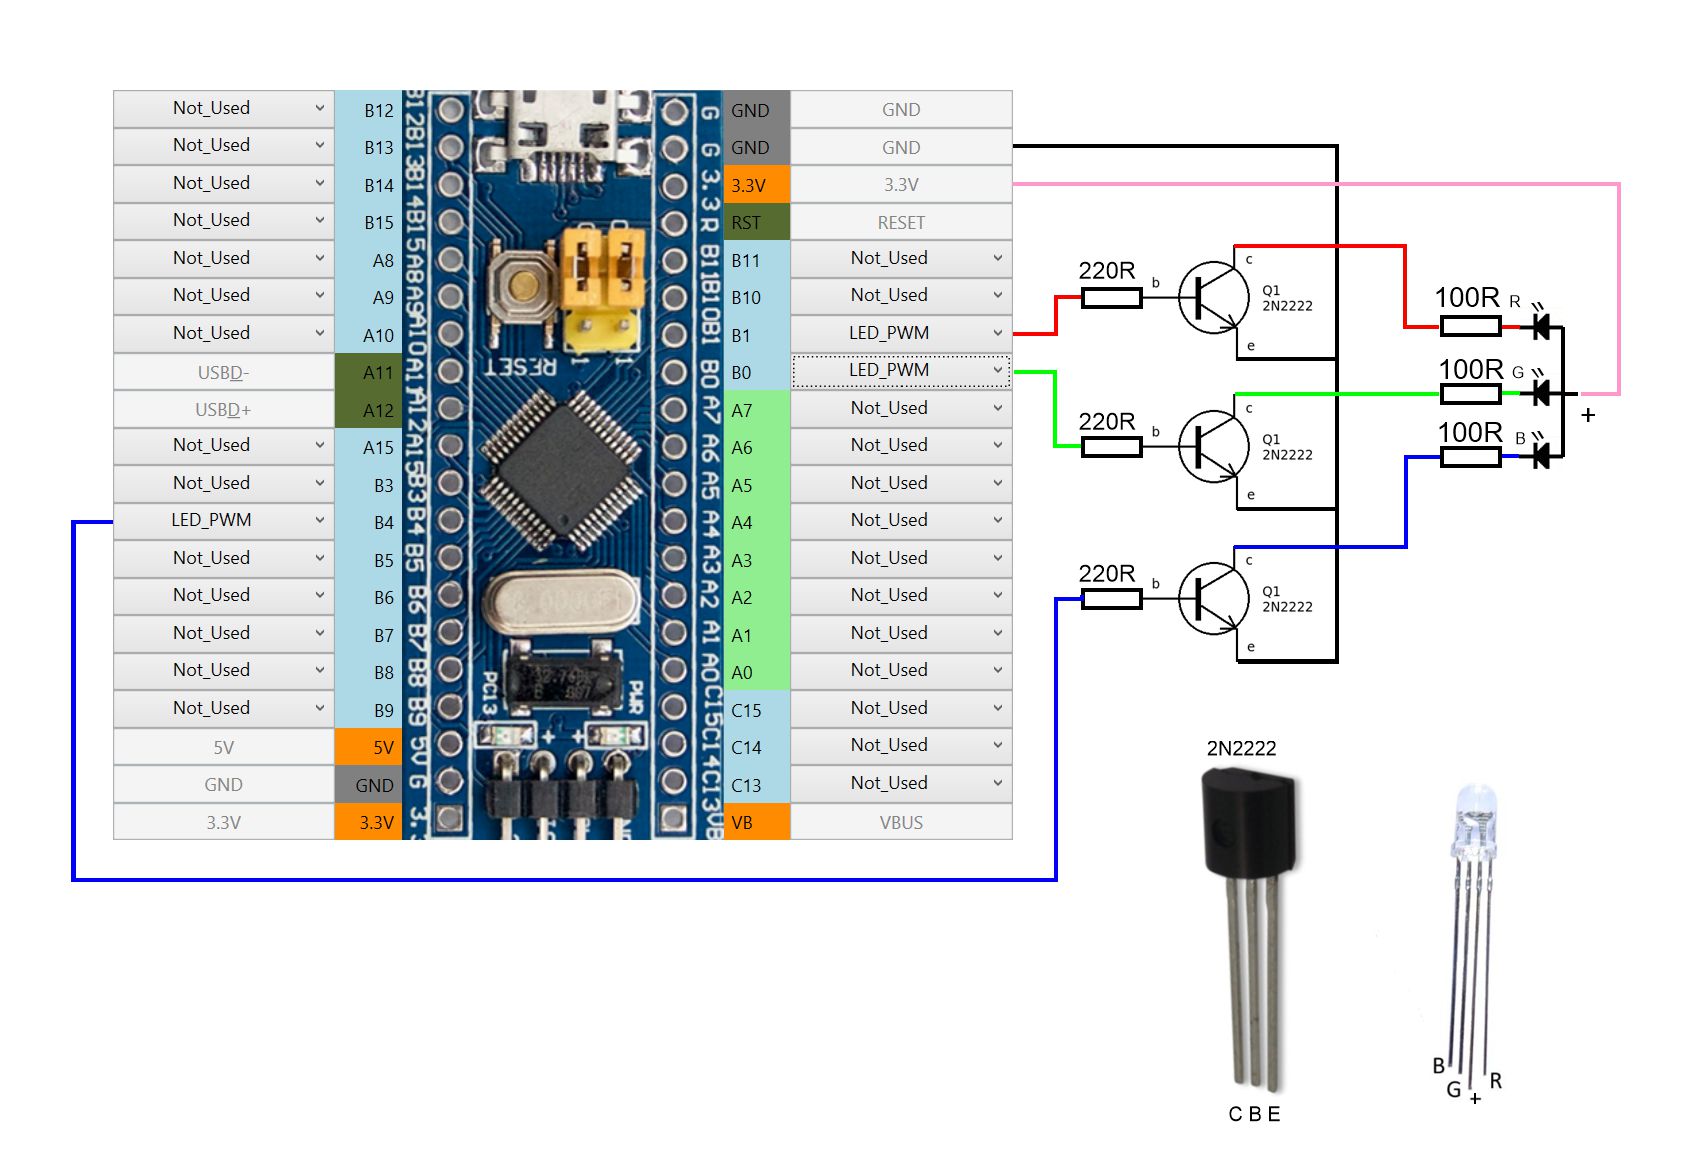 Not_Used B12 B12 G GND GND
Not_Used B13 B13 G GND GND
Not_Used B14 B14 3.3 3.3V 3.3V
Not_Used B15 B15 R RST RESET
Not_Used A8 A8 B11 B11 Not_Used
Not_Used A9 A9 B10 B10 Not_Used
Not_Used A10 A10 B1 B1 LED_PWM
USBD- A11 A11 RESET 1 1 B0 B0 LED_PWM
USBD+ A12 A12 A7 A7 Not_Used
Not_Used A15 A15 A6 A6 Not_Used
Not_Used B3 B3 A5 A5 Not_Used
LED_PWM B4 B4 A4 A4 Not_Used
Not_Used B5 B5 A3 A3 Not_Used
Not_Used B6 B6 A2 A2 Not_Used
Not_Used B7 B7 A1 A1 Not_Used
Not_Used B8 B8 A0 A0 Not_Used
Not_Used B9 B9 PC13 PWR C15 C15 Not_Used
5V 5V 5V + + C14 C14 Not_Used
GND GND G C13 C13 Not_Used
3.3V 3.3V 3.3 VB VB VBUS
220R b c Q1
2N2222
e
220R b c Q1
2N2222
e
220R b c Q1
2N2222
e
100R R
100R G
+
100R B
2N2222
C B E
B
G
+
R